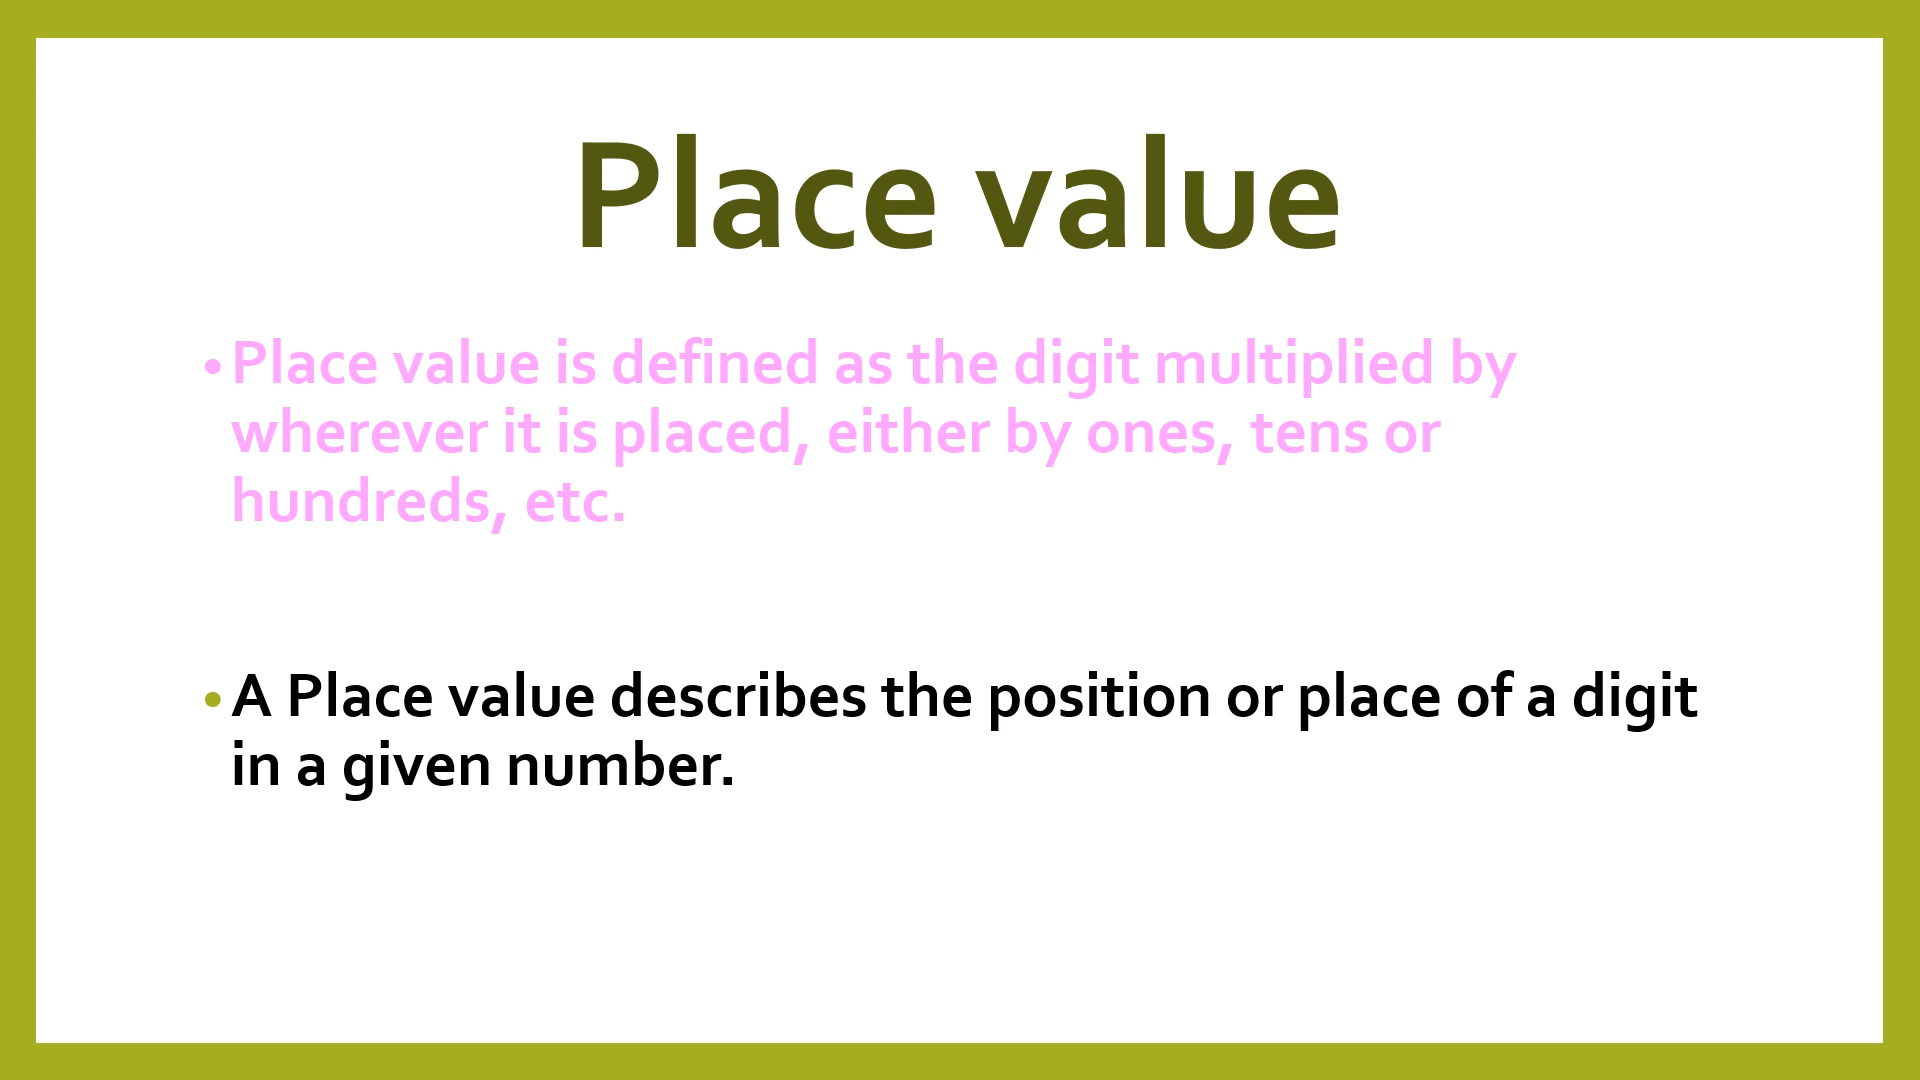 Place value
•Place value is defined as the digit multiplied by
wherever it is placed, either by ones, tens or
hundreds, etc.
•A Place value describes the position or place of a digit
in a given number.